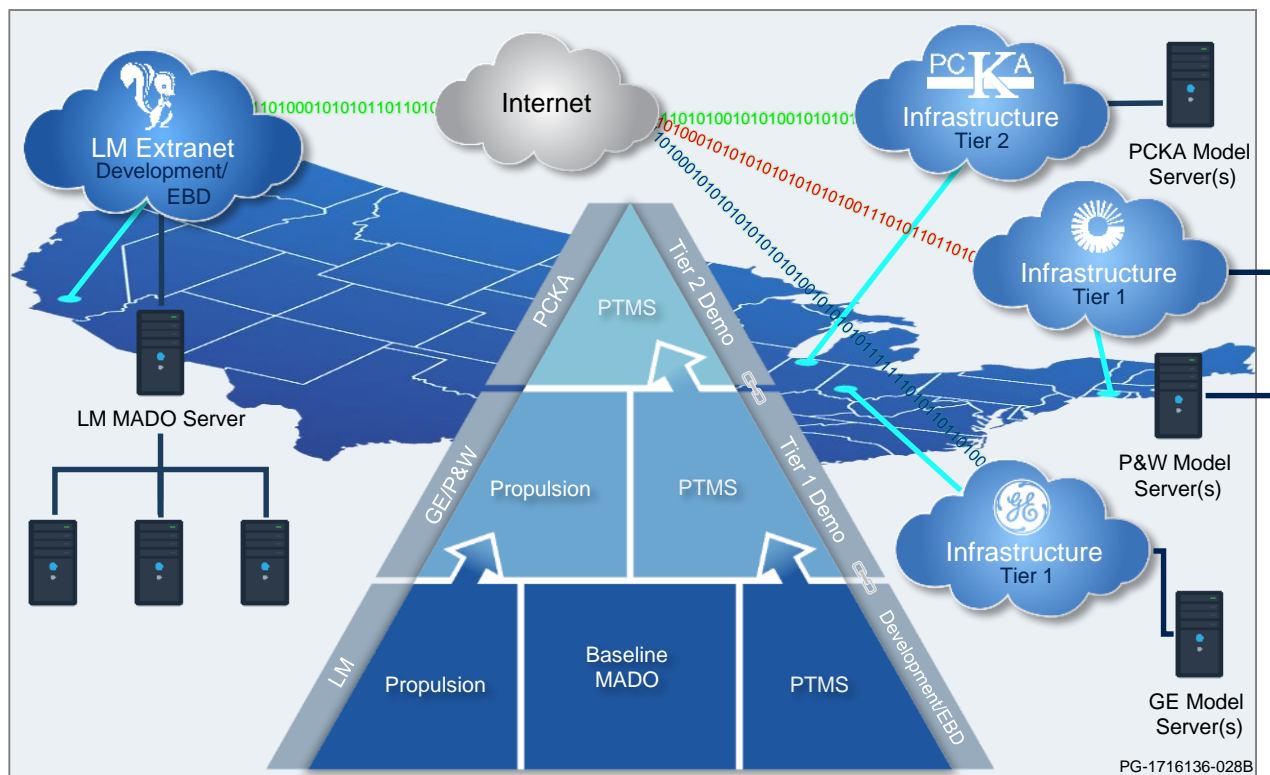 LM Extranet
Development/
EBD
11010001010101011011010
Internet
PCKA
Infrastructure
Tier 2
PCKA Model
Server(s)
Infrastructure
Tier 1
P&W Model
Server(s)
GE
Infrastructure
Tier 1
GE Model
Server(s)
LM MADO Server
PCKA
PTMS
Tier 2 Demo
GE/P&W
Propulsion
PTMS
Tier 1 Demo
LM
Propulsion
Baseline
MADO
PTMS
Development/EBD
PG-1716136-028B